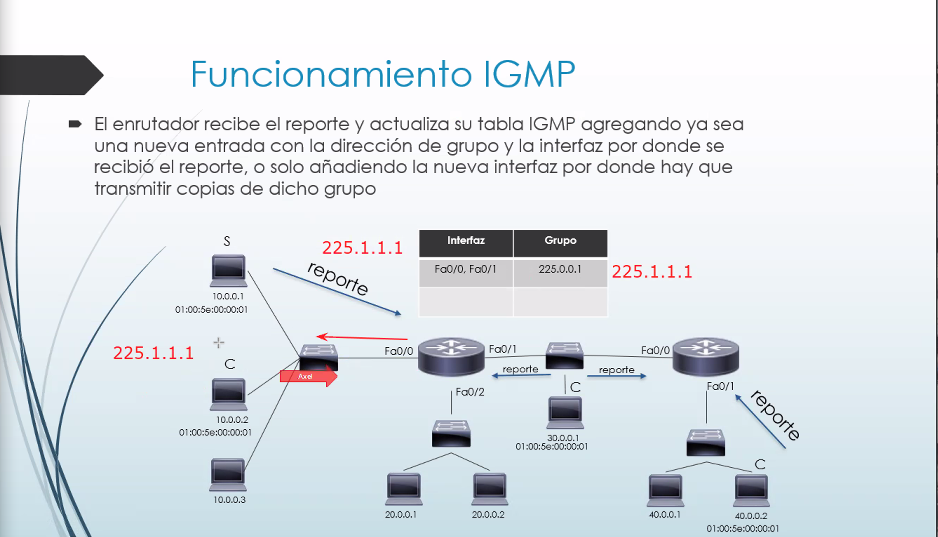 Funcionamiento IGMP
El enrutador recibe el reporte y actualiza su tabla IGMP agregando ya sea
una nueva entrada con la dirección de grupo y la interfaz por donde se
recibió el reporte, o solo añadiendo la nueva interfaz por donde hay que
transmitir copias de dicho grupo
S
225.1.1.1
reporte
Interfaz Grupo
Fa0/0, Fa0/1 225.0.0.1
225.1.1.1
10.0.0.1
01:00:5e:00:00:01
225.1.1.1
C
Axel
Fa0/0
Fa0/1
Fa0/0
reporte
reporte
Fa0/2
C
Fa0/1
reporte
10.0.0.2
01:00:5e:00:00:01
30.0.0.1
01:00:5e:00:00:01
C
10.0.0.3
20.0.0.1
20.0.0.2
40.0.0.1
40.0.0.2
01:00:5e:00:00:01